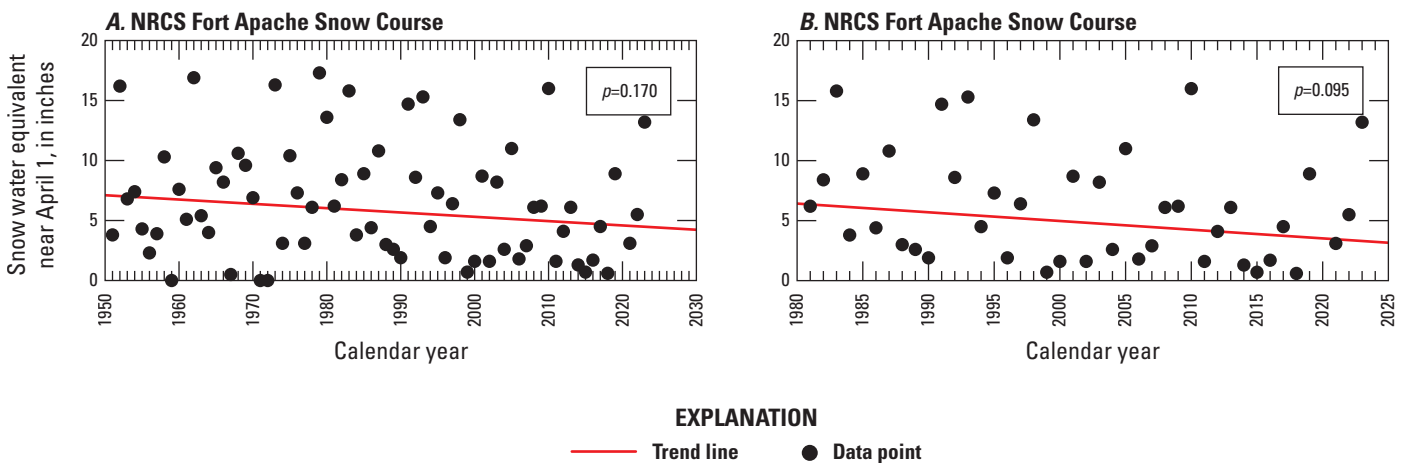 A. NRCS Fort Apache Snow Course
Snow water equivalent
near April 1, in inches
20
15
10
5
0
p=0.170
1950
1960
1970
1980
1990
2000
2010
2020
2030
Calendar year
B. NRCS Fort Apache Snow Course
20
15
10
5
0
p=0.095
1980
1985
1990
1995
2000
2005
2010
2015
2020
2025
Calendar year
EXPLANATION
Trend line
Data point